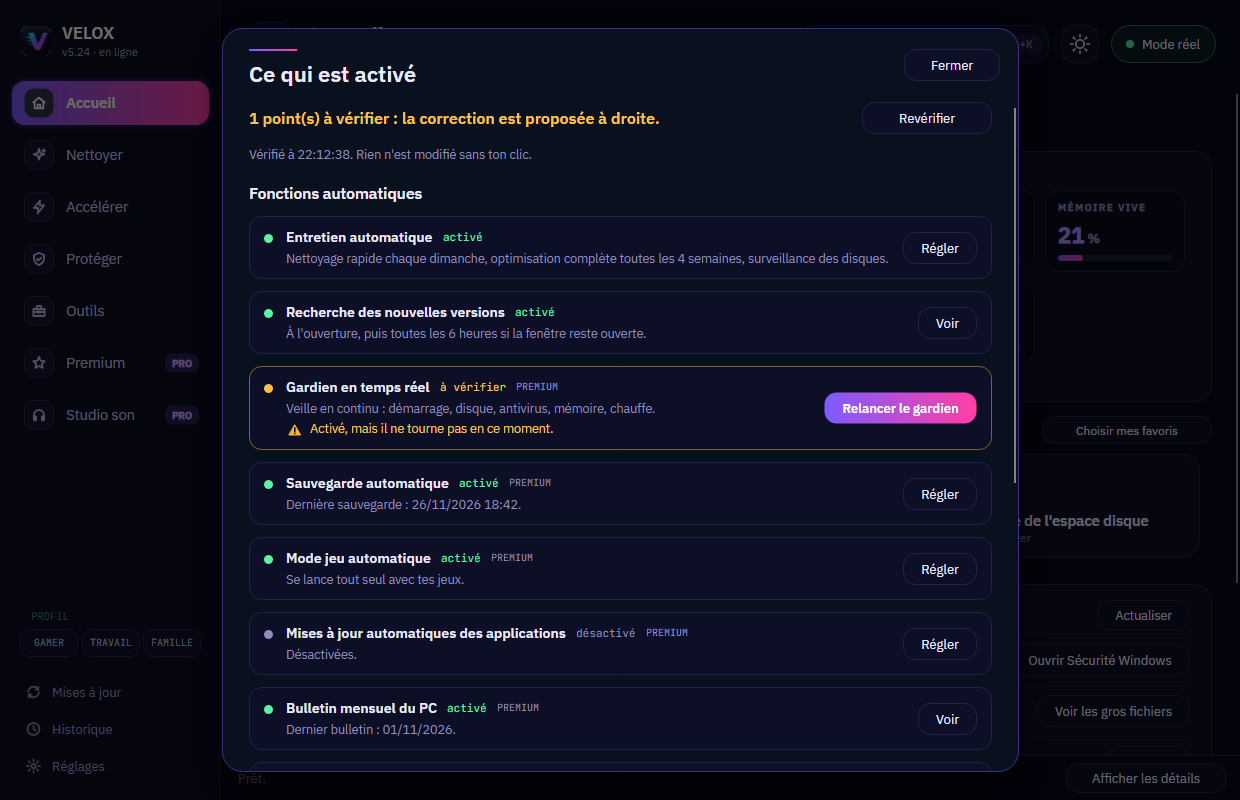 VELOX
v5.24 · en ligne
Accueil
Nettoyer
Accélérer
Protéger
Outils
Premium PRO
Studio son PRO
PROFIL
GAMER TRAVAIL FAMILLE
Mises à jour
Historique
Réglages
Ce qui est activé
Fermer
1 point(s) à vérifier : la correction est proposée à droite.
Revérifier
Vérifié à 22:12:38. Rien n'est modifié sans ton clic.
Fonctions automatiques
Entretien automatique activé
Nettoyage rapide chaque dimanche, optimisation complète toutes les 4 semaines, surveillance des disques.
Régler
Recherche des nouvelles versions activé
À l'ouverture, puis toutes les 6 heures si la fenêtre reste ouverte.
Voir
Gardien en temps réel à vérifier PREMIUM
Veille en continu : démarrage, disque, antivirus, mémoire, chauffe.
Activé, mais il ne tourne pas en ce moment.
Relancer le gardien
Sauvegarde automatique activé PREMIUM
Dernière sauvegarde : 26/11/2026 18:42.
Régler
Mode jeu automatique activé PREMIUM
Se lance tout seul avec tes jeux.
Régler
Mises à jour automatiques des applications désactivé PREMIUM
Désactivées.
Régler
Bulletin mensuel du PC activé PREMIUM
Dernier bulletin : 01/11/2026.
Voir
+K
Mode réel
MÉMOIRE VIVE
21 %
Choisir mes favoris
de l'espace disque
Actualiser
Ouvrir Sécurité Windows
Voir les gros fichiers
Prêt.
Afficher les détails